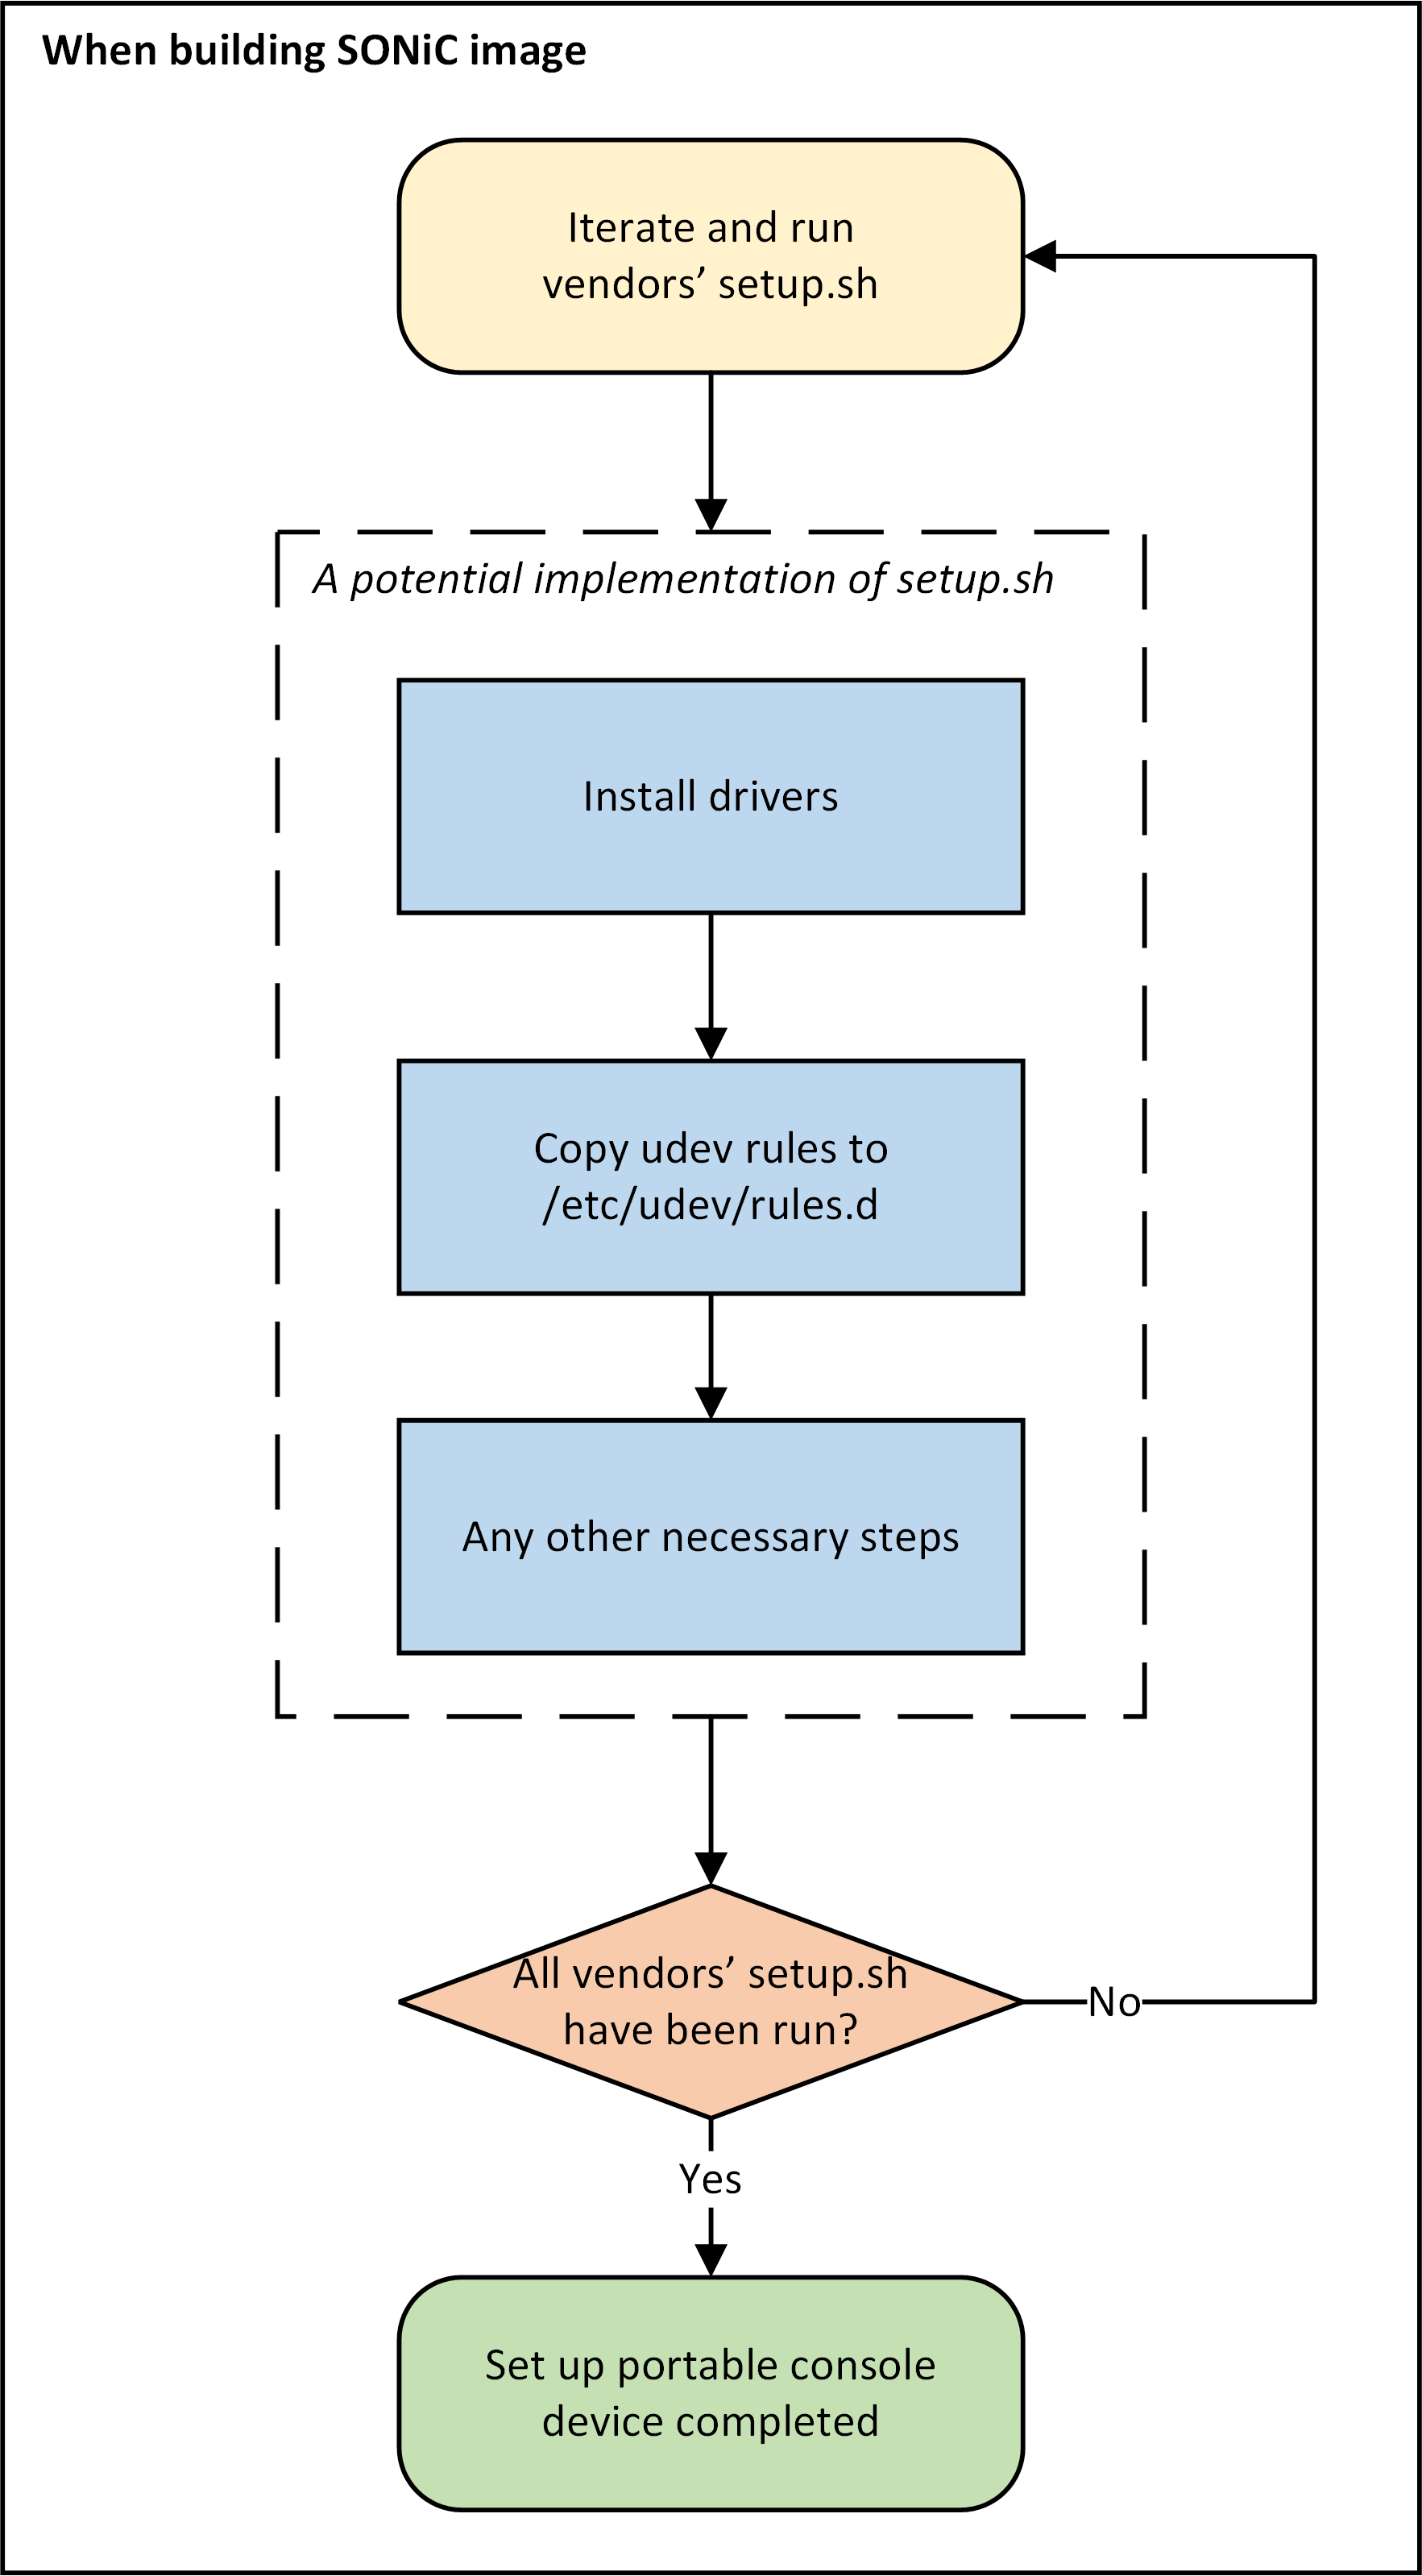 When building SONiC image
Iterate and run
vendors’ setup.sh
A potential implementation of setup.sh
Install drivers
Copy udev rules to
/etc/udev/rules.d
Any other necessary steps
All vendors’ setup.sh
have been run?
No
Yes
Set up portable console
device completed